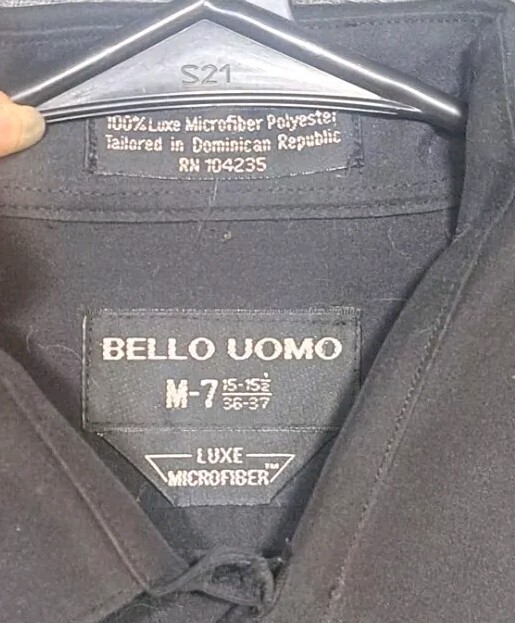 S21
100% Luxe Microfiber Polyester
Tailored in Dominican Republic
RN 104235
BELLO UOMO
M-7 15-15½
36-37
LUXE
MICROFIBER™